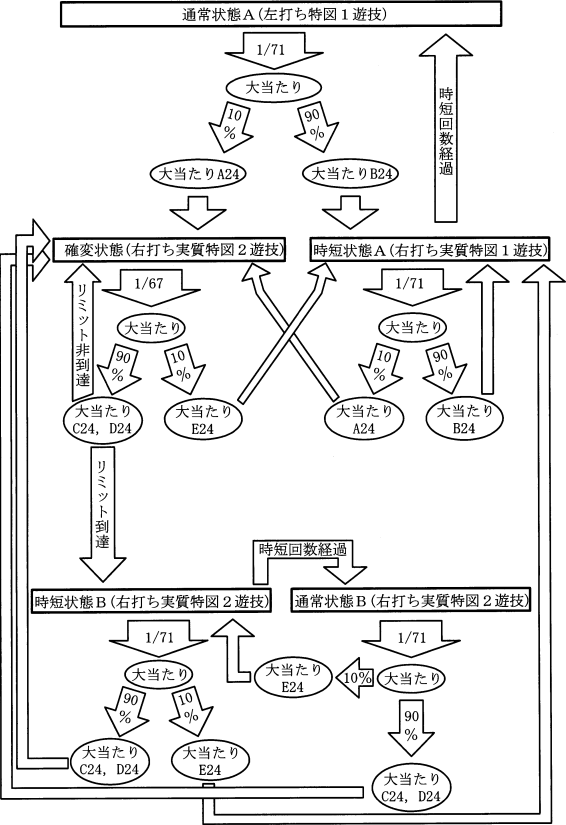 通常状態A(左打ち特図1遊技)
1/71
大当たり
10
%
90
%
大当たりA24
大当たりB24
時短回数経過
確変状態(右打ち実質特図2遊技)
時短状態A(右打ち実質特図1遊技)
リミット非到達
1/67
大当たり
90
%
10
%
大当たり
C24, D24
大当たり
E24
1/71
大当たり
10
%
90
%
大当たり
A24
大当たり
B24
リミット到達
時短回数経過
時短状態B(右打ち実質特図2遊技)
通常状態B(右打ち実質特図2遊技)
1/71
大当たり
90
%
10
%
大当たり
C24, D24
大当たり
E24
1/71
大当たり
10%
大当たり
E24
90
%
大当たり
C24, D24